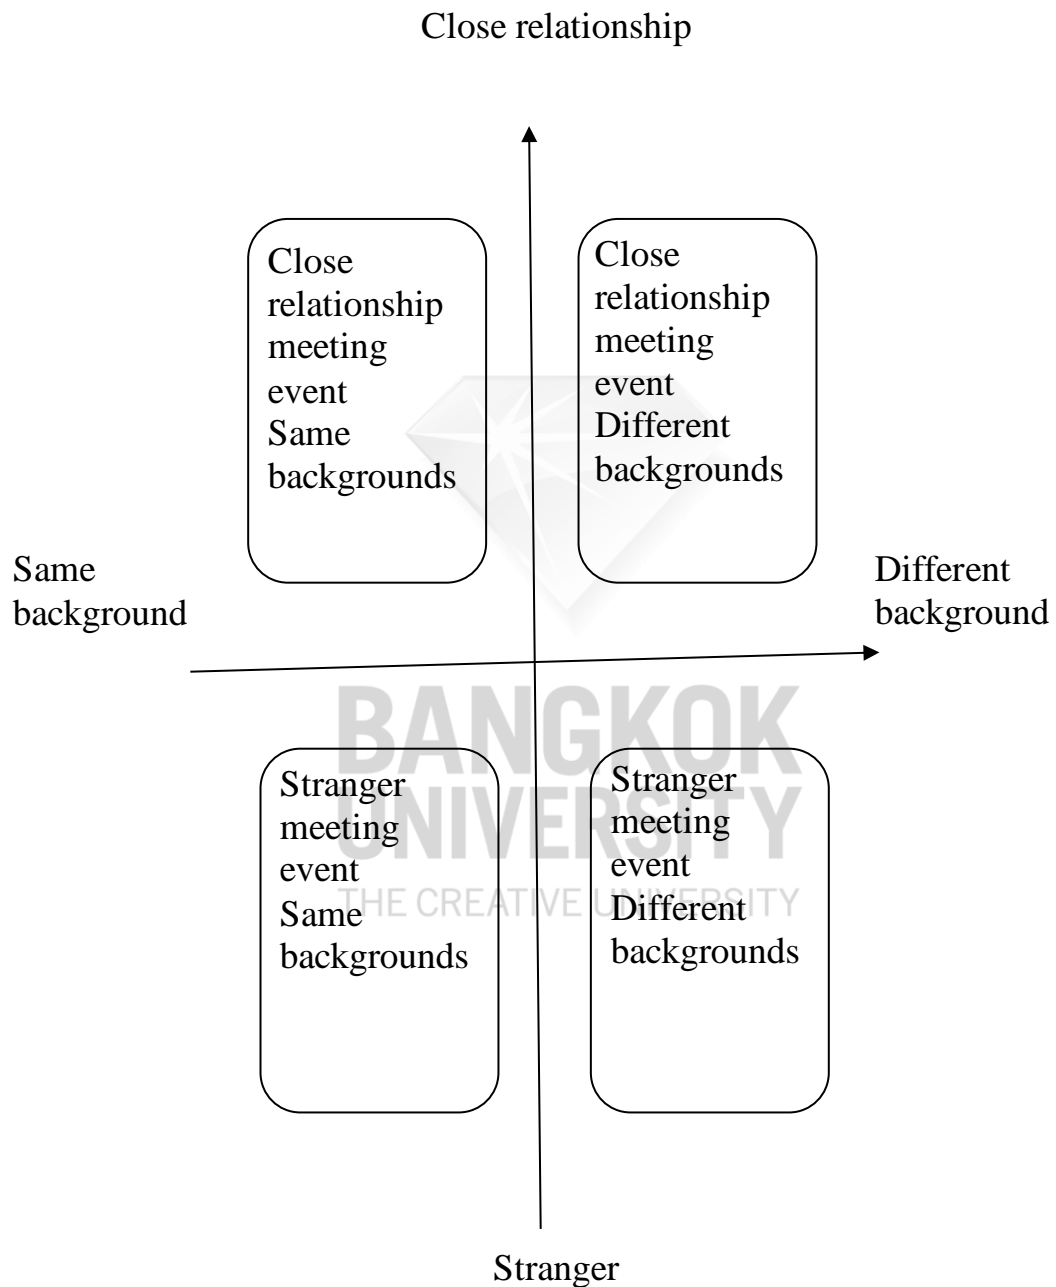 Close relationship
Close
relationship
meeting
event
Same
backgrounds
Close
relationship
meeting
event
Different
backgrounds
Same
background
Different
background
BANGKOK
UNIVERSITY
THE CREATIVE UNIVERSITY
Stranger
meeting
event
Same
backgrounds
Stranger
meeting
event
Different
backgrounds
Stranger